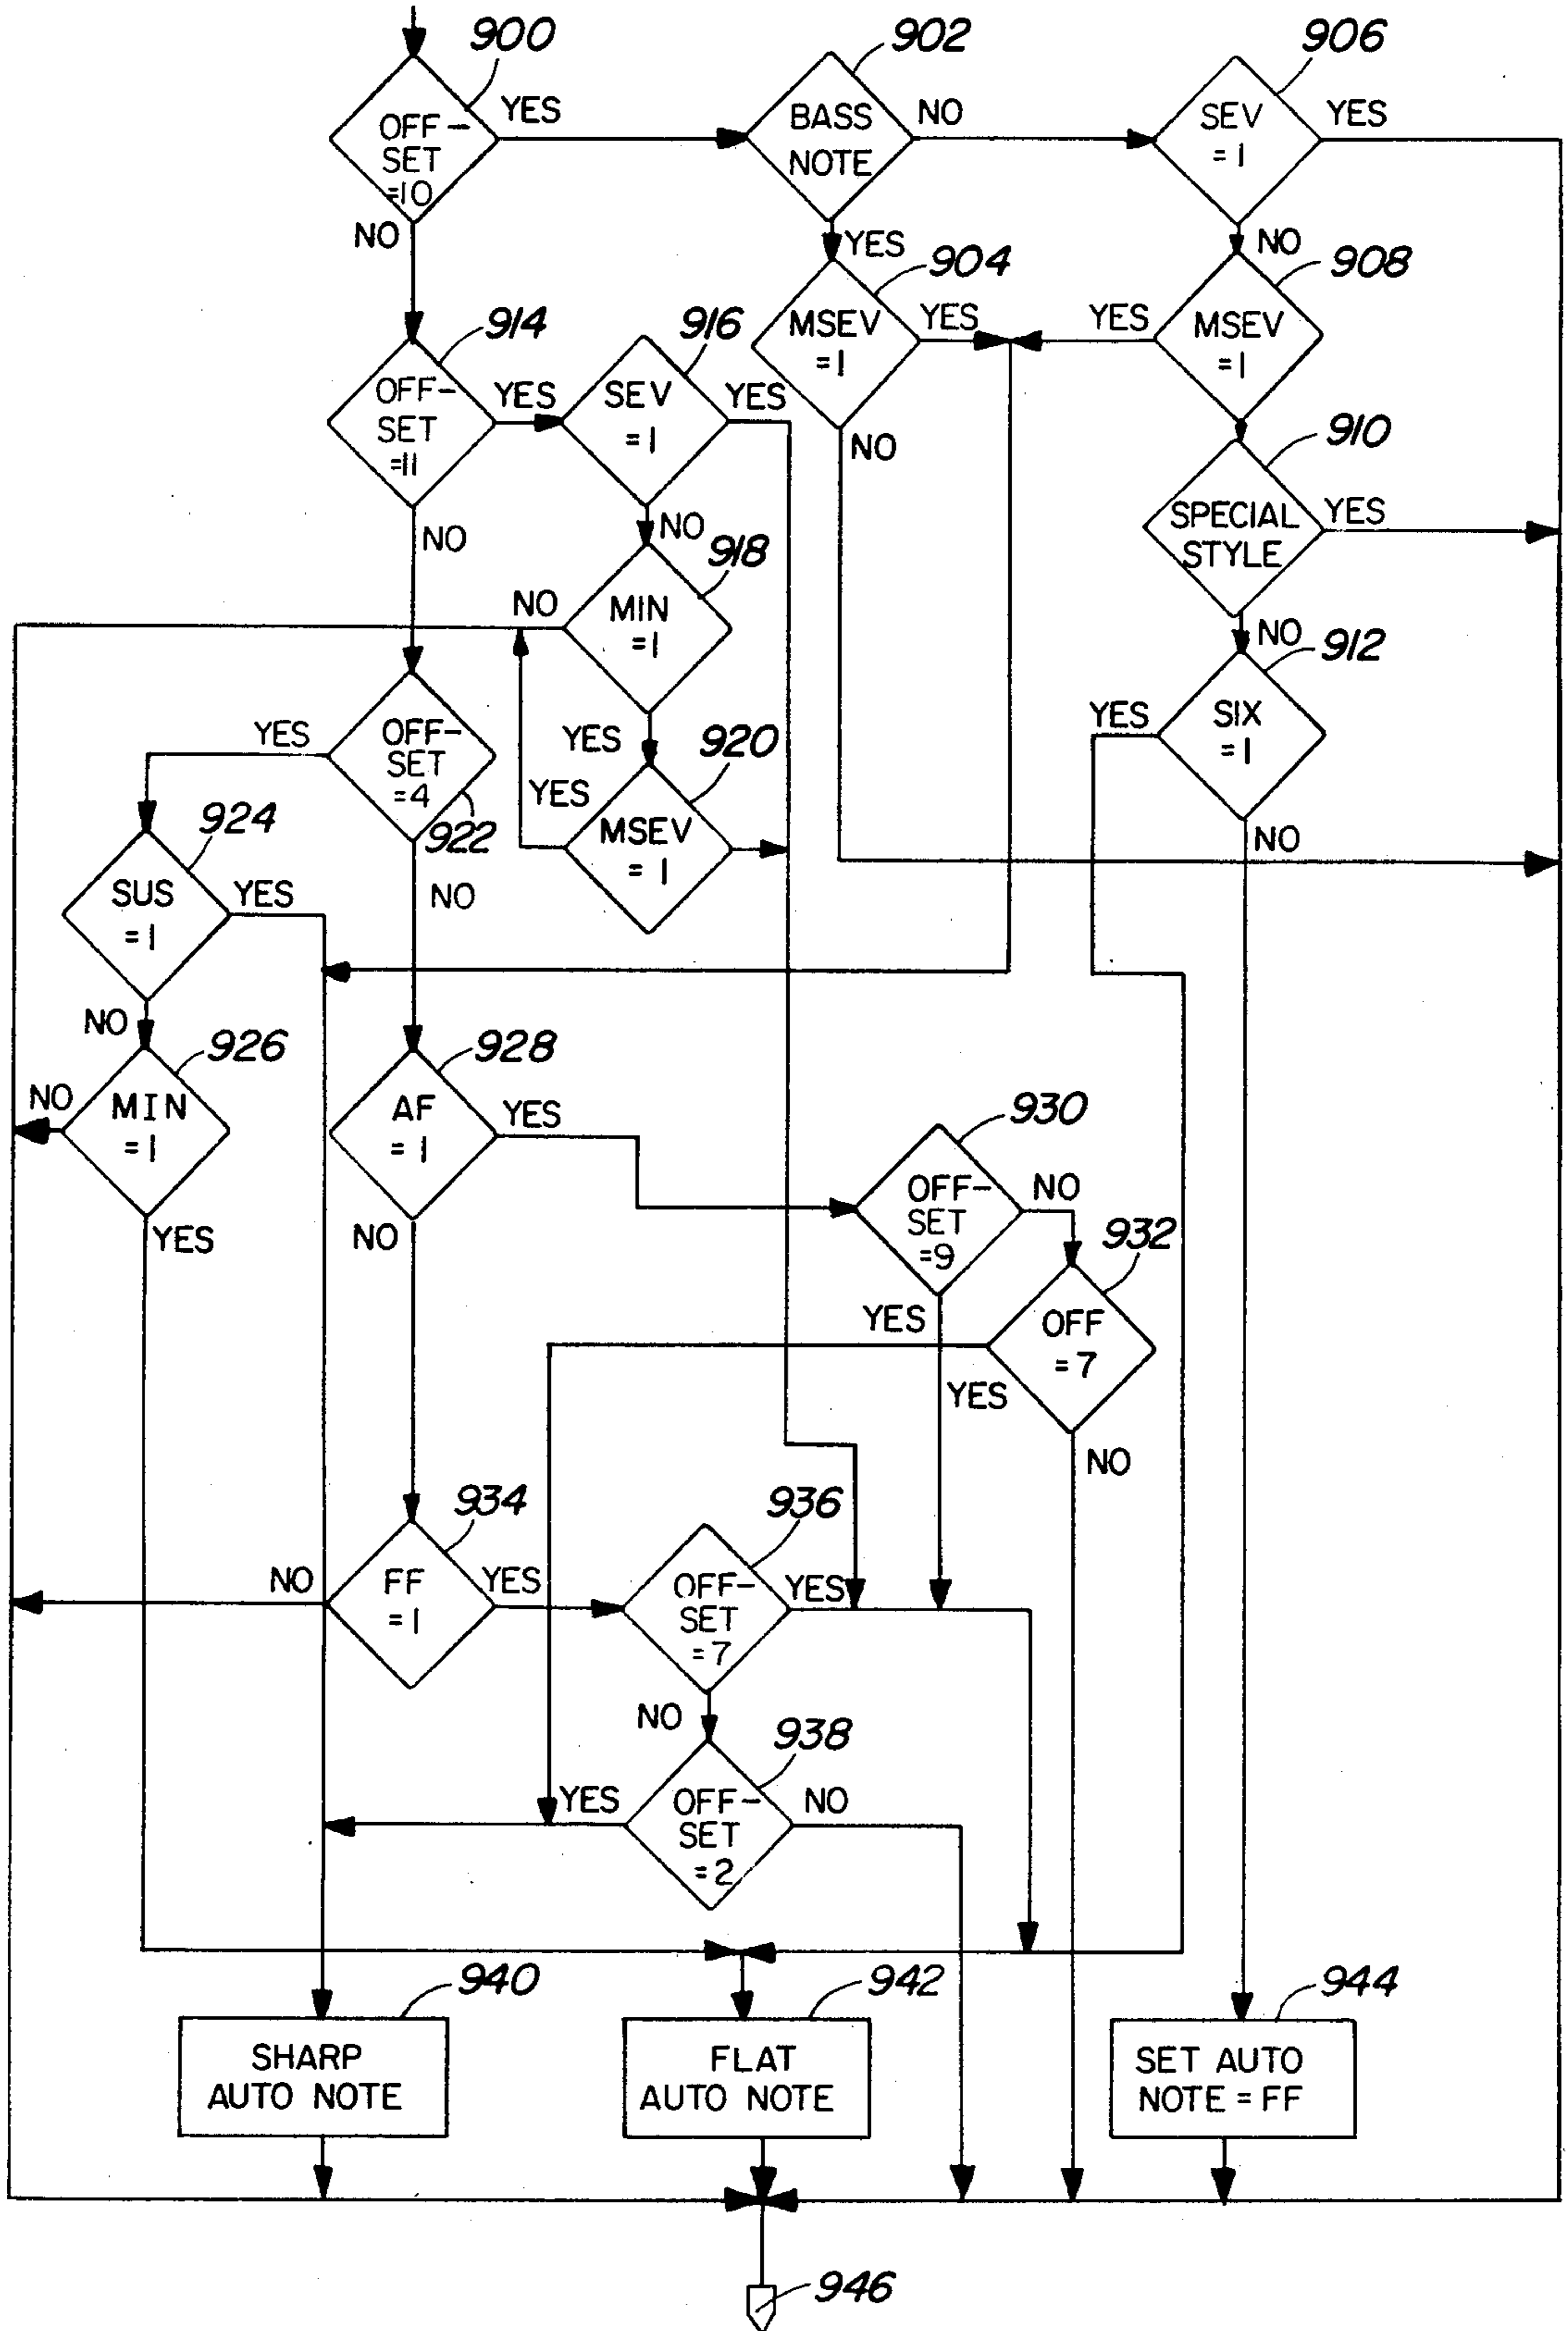 900
902
906
OFF-
SET
=10
YES
BASS
NOTE
NO
SEV
=1
YES
NO
YES
NO
914
916
904
908
OFF-
SET
=11
YES
SEV
=1
YES
MSEV
=1
YES
YES
MSEV
=1
NO
NO
NO
910
918
SPECIAL
STYLE
YES
NO
MIN
=1
NO
912
YES
OFF-
SET
=4
922
YES
920
YES
SIX
=1
924
YES
MSEV
=1
NO
SUS
=1
YES
NO
NO
926
928
NO
MIN
=1
AF
=1
YES
930
OFF-
SET
=9
NO
932
YES
NO
YES
OFF
=7
YES
NO
934
936
NO
FF
=1
YES
OFF-
SET
=7
YES
NO
938
YES
OFF-
SET
=2
NO
940
942
944
SHARP
AUTO NOTE
FLAT
AUTO NOTE
SET AUTO
NOTE = FF
946